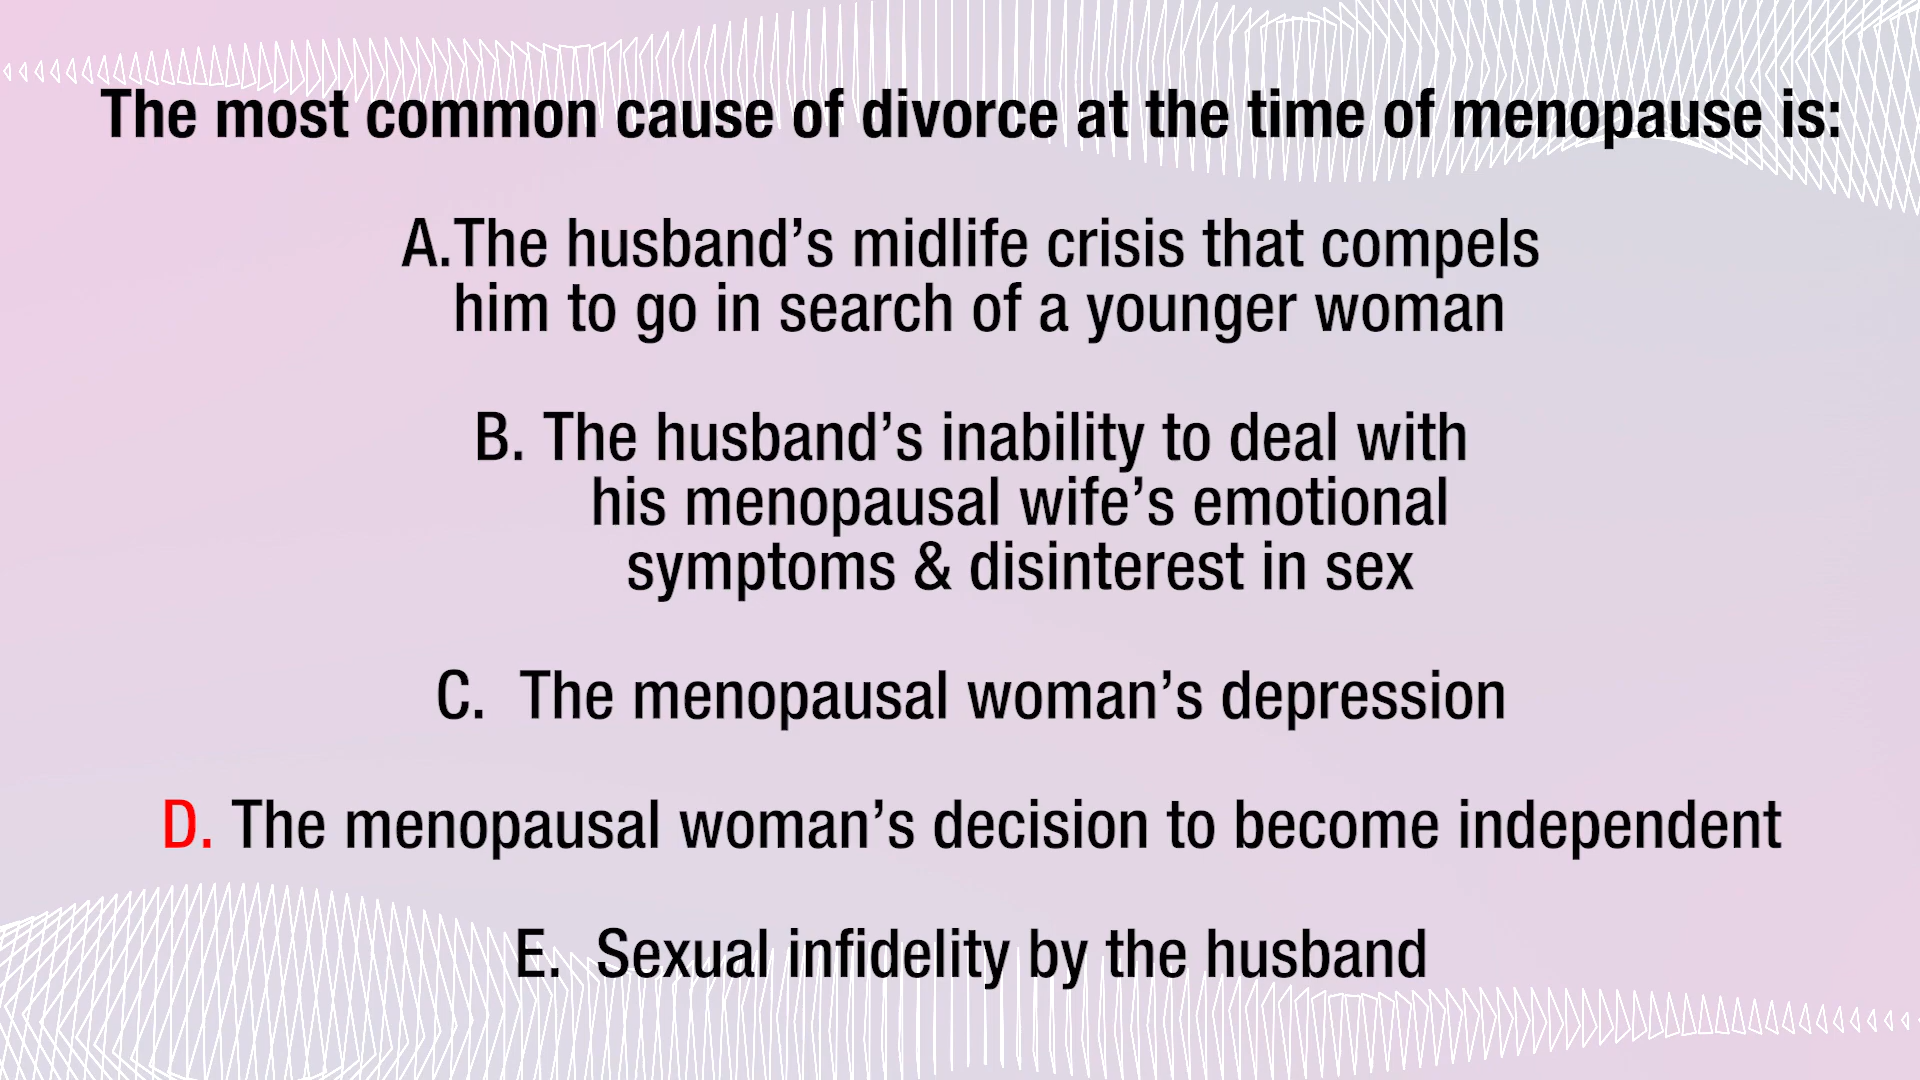 The most common cause of divorce at the time of menopause is:
A.The husband’s midlife crisis that compels
him to go in search of a younger woman
B. The husband’s inability to deal with
his menopausal wife’s emotional
symptoms & disinterest in sex
C. The menopausal woman’s depression
D. The menopausal woman’s decision to become independent
E. Sexual infidelity by the husband